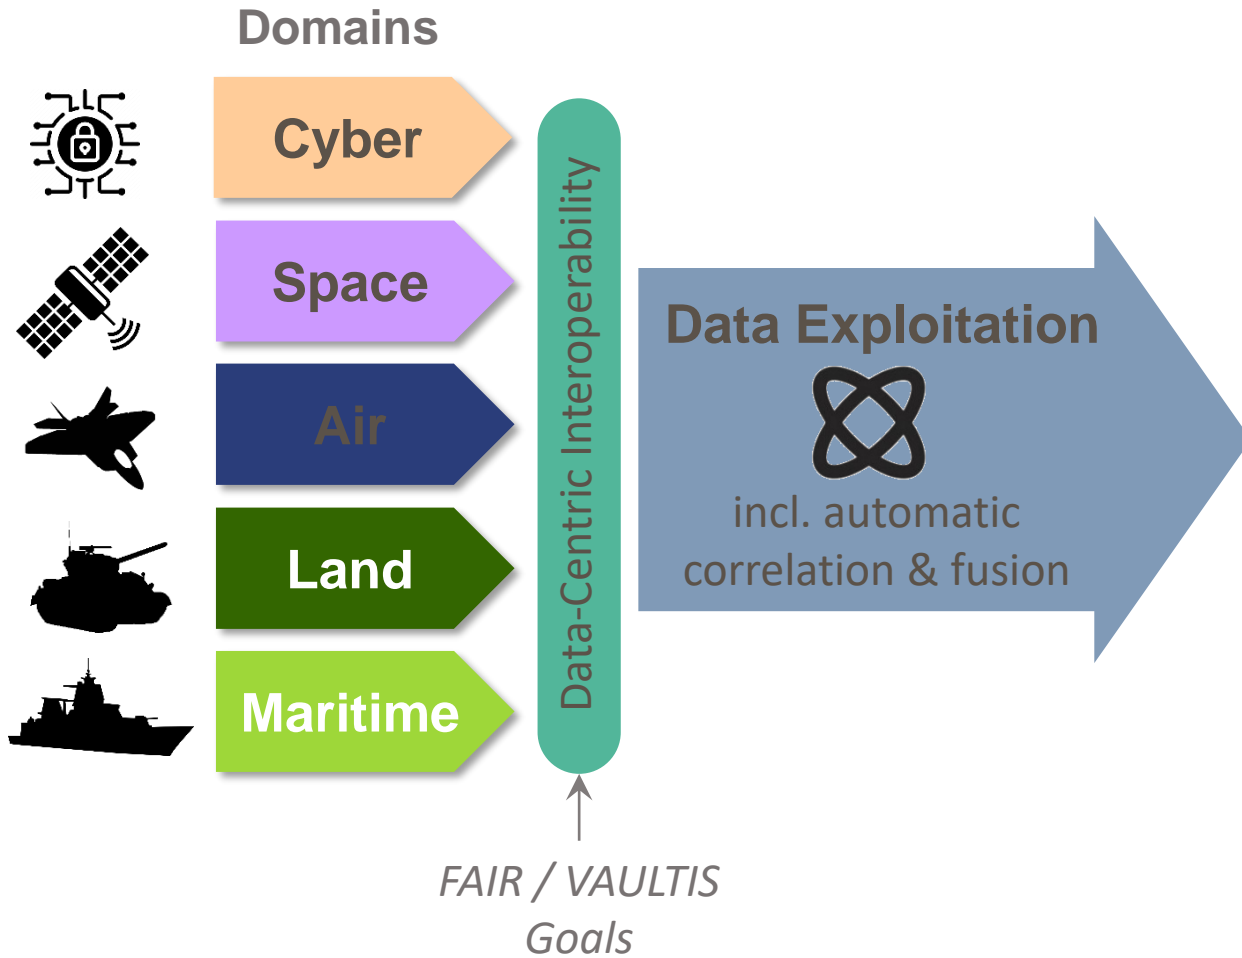 Domains
Cyber
Space
Air
Land
Maritime
Data-Centric Interoperability
Data Exploitation
incl. automatic
correlation & fusion
FAIR / VAULTIS
Goals